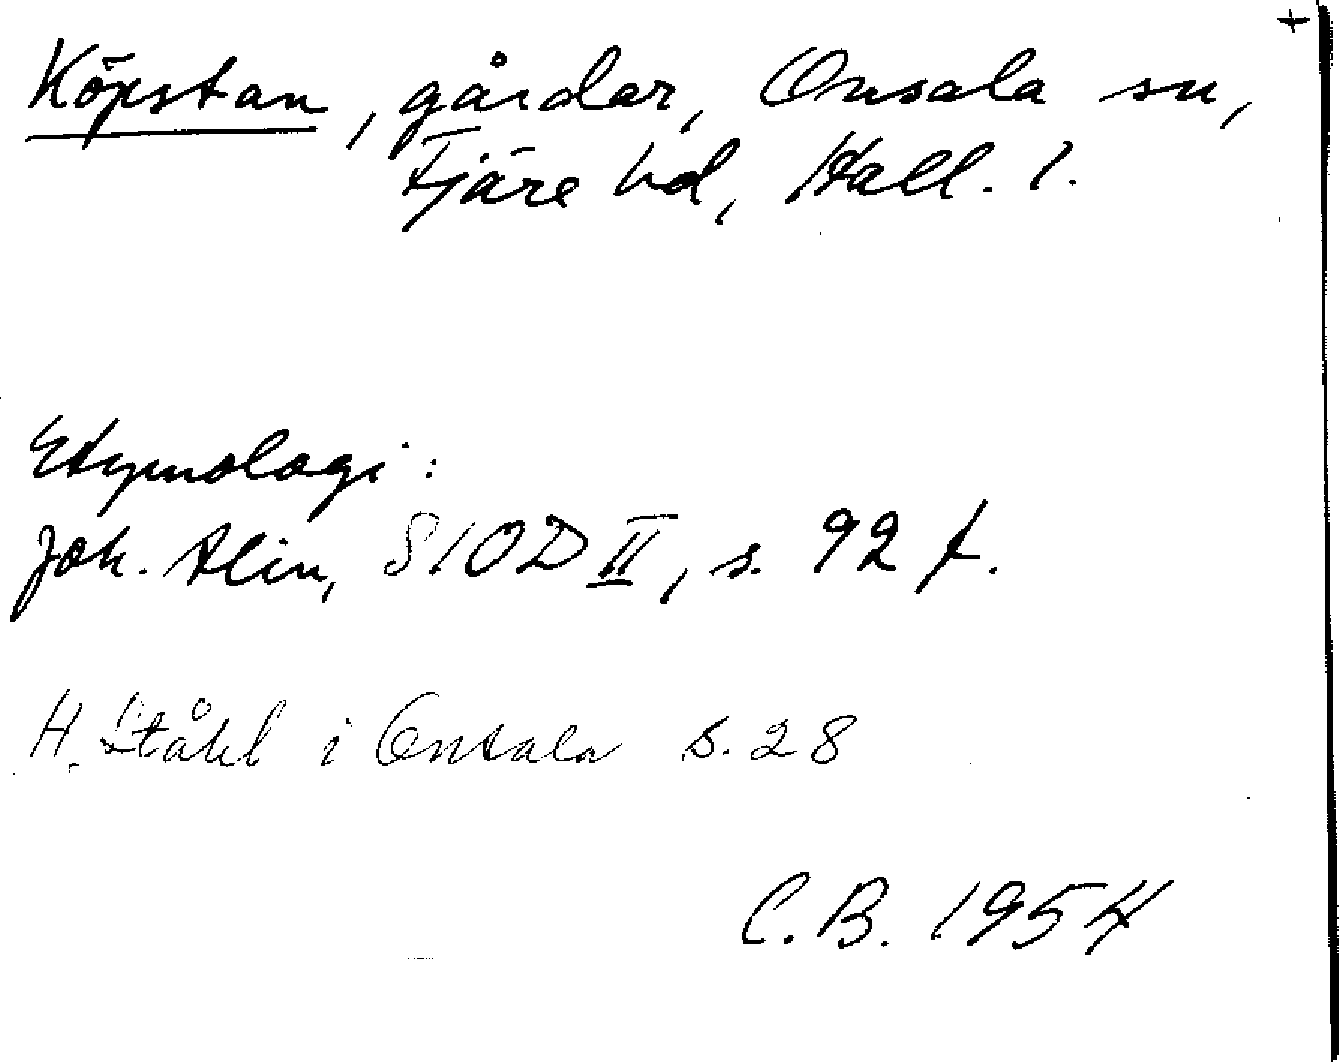 +
Köpstan, gårdar, Onsala sn,
Fjäre hd, Hall. l.
Etymologi:
Joh. Alin, SIOD II, s. 92 f.
H. Ståhl i Onsala s. 28
C.B. 1954